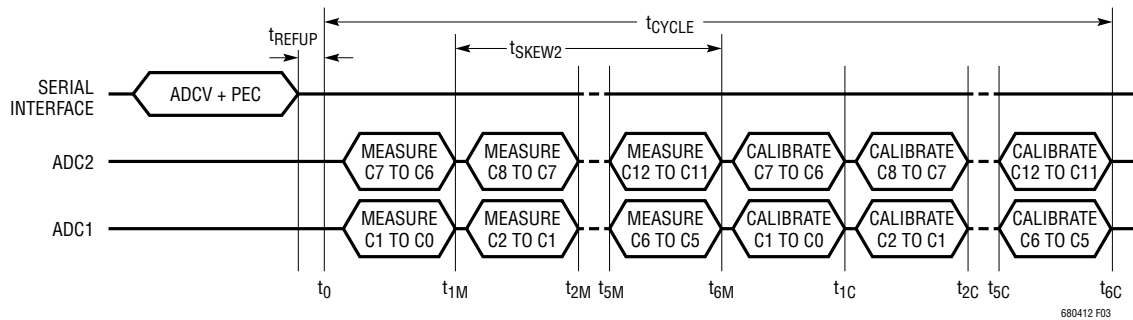 tCYCLE
tREFUP
tSKEW2
SERIAL
INTERFACE
ADCV + PEC
ADC2
MEASURE
C7 TO C6
MEASURE
C8 TO C7
MEASURE
C12 TO C11
CALIBRATE
C7 TO C6
CALIBRATE
C8 TO C7
CALIBRATE
C12 TO C11
ADC1
MEASURE
C1 TO C0
MEASURE
C2 TO C1
MEASURE
C6 TO C5
CALIBRATE
C1 TO C0
CALIBRATE
C2 TO C1
CALIBRATE
C6 TO C5
t0 t1M t2M t5M t6M t1C t2C t5C t6C
680412 F03